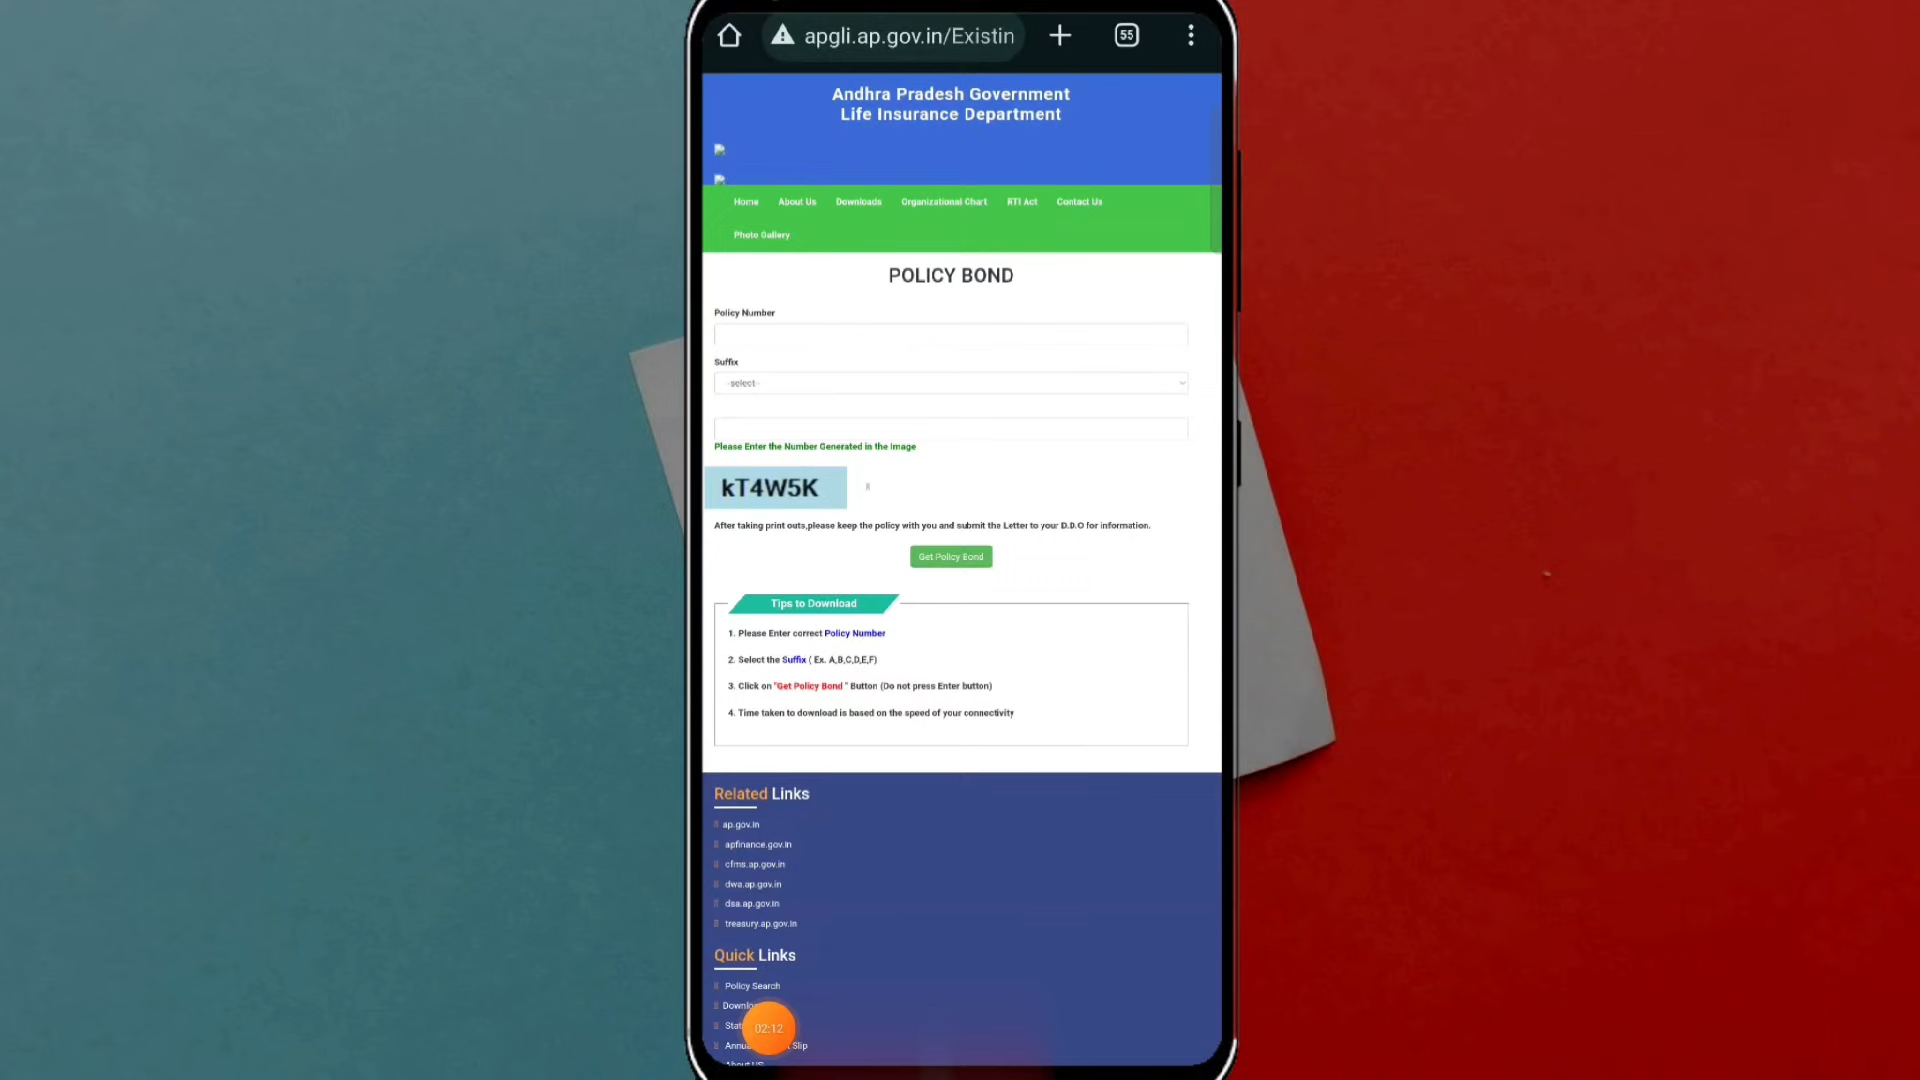 apgli.ap.gov.in/Existin
55
Andhra Pradesh Government
Life Insurance Department
Home About Us Downloads Organizational Chart RTI Act Contact Us
Photo Gallery
POLICY BOND
Policy Number
Suffix
-select-
Please Enter the Number Generated in the Image
kT4W5K
After taking print outs,please keep the policy with you and submit the Letter to your D.D.O for information.
Get Policy Bond
Tips to Download
1. Please Enter correct Policy Number
2. Select the Suffix ( Ex. A,B,C,D,E,F)
3. Click on "Get Policy Bond " Button (Do not press Enter button)
4. Time taken to download is based on the speed of your connectivity
Related Links
ap.gov.in
apfinance.gov.in
cfms.ap.gov.in
dwa.ap.gov.in
dsa.ap.gov.in
treasury.ap.gov.in
Quick Links
Policy Search
02:12
Slip
About US